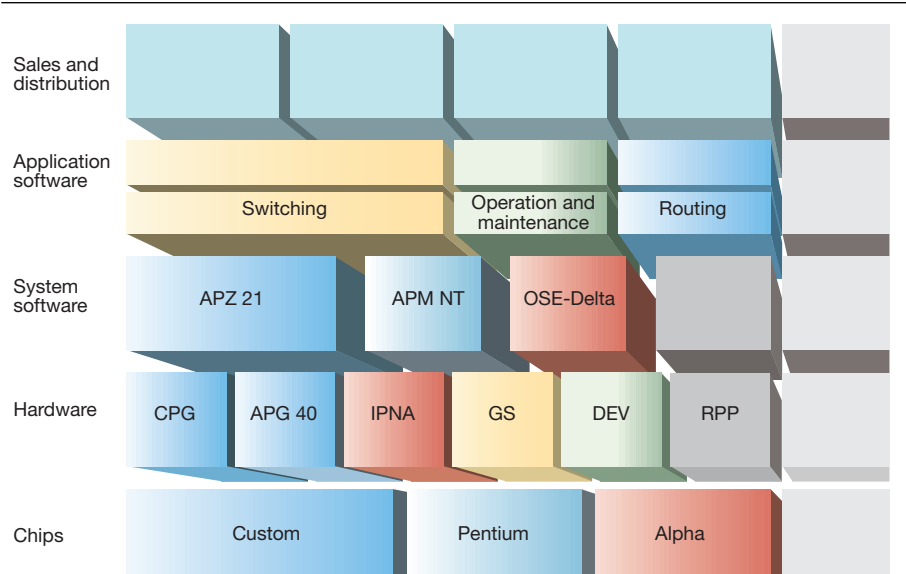 Sales and
distribution
Application
software
Switching
Operation and
maintenance
Routing
System
software
APZ 21
APM NT
OSE-Delta
Hardware
CPG
APG 40
IPNA
GS
DEV
RPP
Chips
Custom
Pentium
Alpha